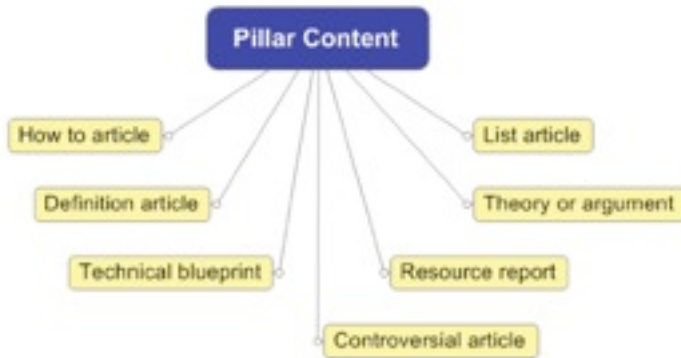 Pillar Content
How to article
List article
Definition article
Theory or argument
Technical blueprint
Resource report
Controversial article